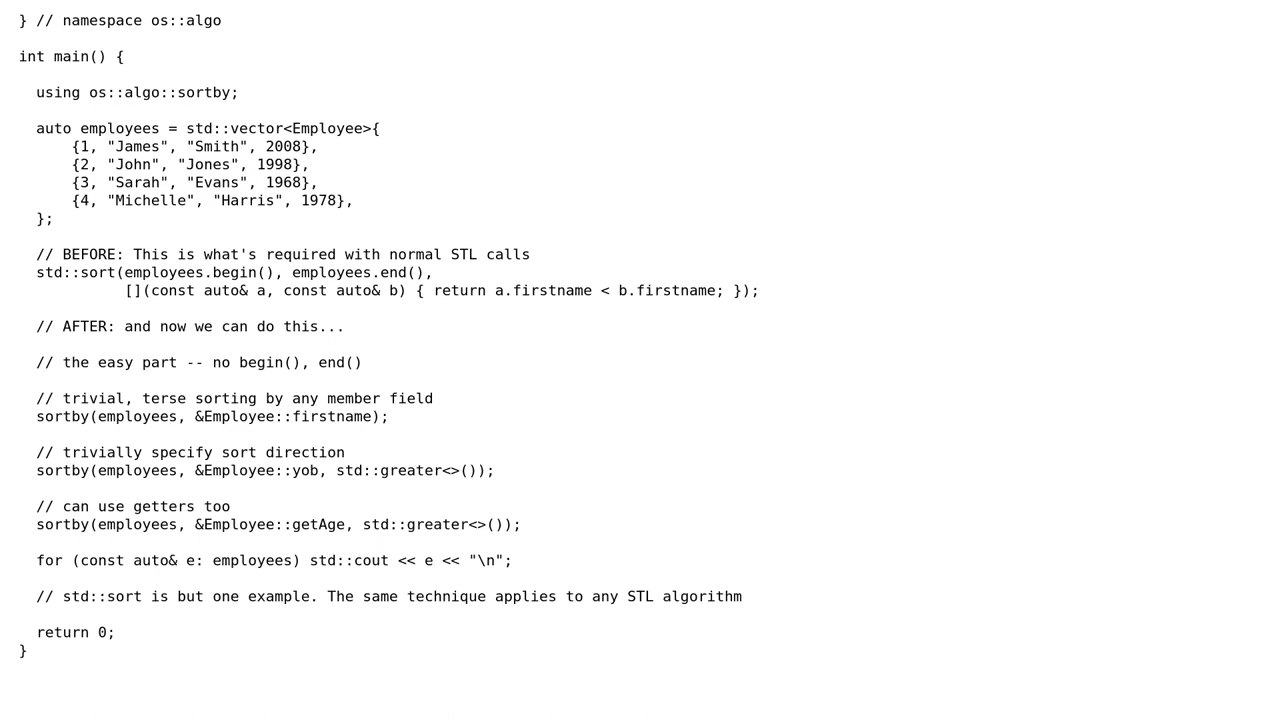 } // namespace os::algo
int main() {
using os::algo::sortby;
auto employees = std::vector<Employee>{
{1, "James", "Smith", 2008},
{2, "John", "Jones", 1998},
{3, "Sarah", "Evans", 1968},
{4, "Michelle", "Harris", 1978},
};
// BEFORE: This is what's required with normal STL calls
std::sort(employees.begin(), employees.end(),
[](const auto& a, const auto& b) { return a.firstname < b.firstname; });
// AFTER: and now we can do this...
// the easy part -- no begin(), end()
// trivial, terse sorting by any member field
sortby(employees, &Employee::firstname);
// trivially specify sort direction
sortby(employees, &Employee::yob, std::greater<>());
// can use getters too
sortby(employees, &Employee::getAge, std::greater<>());
for (const auto& e: employees) std::cout << e << "\n";
// std::sort is but one example. The same technique applies to any STL algorithm
return 0;
}